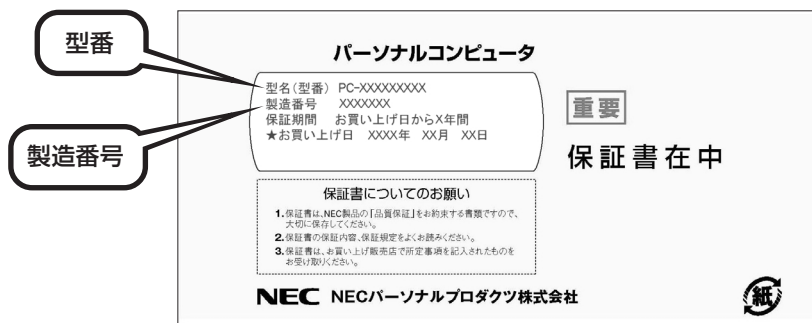 型番
製造番号
パーソナルコンピュータ
型名(型番) PC-XXXXXXXXX
製造番号 XXXXXXX
保証期間 お買い上げ日からX年間
★お買い上げ日 XXXX年 XX月 XX日
重要
保証書在中
保証書についてのお願い
1.保証書は、NEC製品の「品質保証」をお約束する書類ですので、
大切に保存してください。
2.保証書の保証内容、保証規定をよくお読みください。
3.保証書は、お買い上げ販売店で所定事項を記入されたものを
お受け取りください。
NEC NECパーソナルプロダクツ株式会社
紙